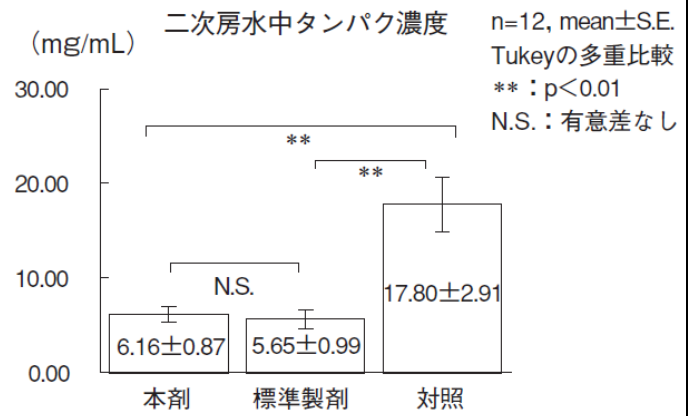 二次房水中タンパク濃度
(mg/mL)
n=12, mean±S.E.
Tukeyの多重比較
**:p<0.01
N.S.:有意差なし
30.00
20.00
10.00
0.00
**
**
N.S.
6.16±0.87
5.65±0.99
17.80±2.91
本剤
標準製剤
対照